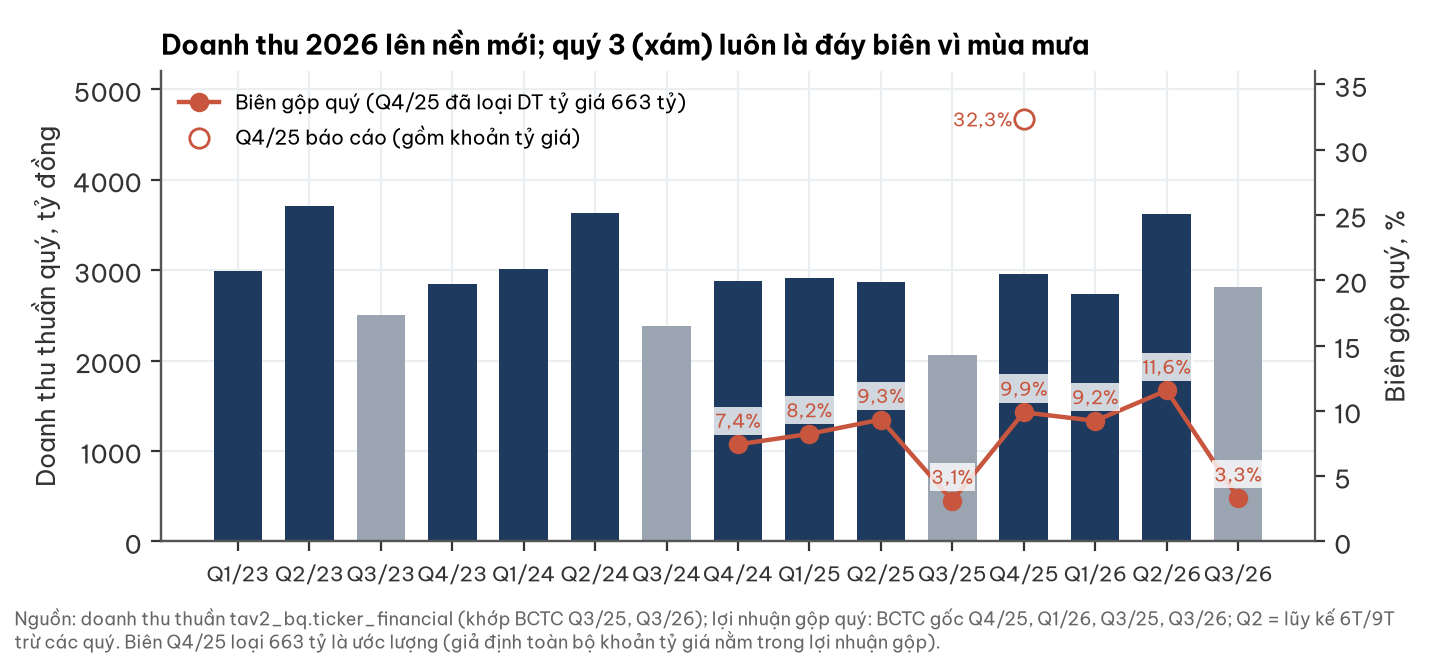 Doanh thu 2026 lên nền mới; quý 3 (xám) luôn là đáy biên vì mùa mưa
Biên gộp quý (Q4/25 đã loại DT tỷ giá 663 tỷ)
Q4/25 báo cáo (gồm khoản tỷ giá)
Doanh thu thuần quý, tỷ đồng
5000
4000
3000
2000
1000
0
35
30
25
20
15
10
5
0
Biên gộp quý, %
32,3%
7,4%
8,2%
9,3%
3,1%
9,9%
9,2%
11,6%
3,3%
Q1/23 Q2/23 Q3/23 Q4/23 Q1/24 Q2/24 Q3/24 Q4/24 Q1/25 Q2/25 Q3/25 Q4/25 Q1/26 Q2/26 Q3/26
Nguồn: doanh thu thuần tav2_bq.ticker_financial (khớp BCTC Q3/25, Q3/26); lợi nhuận gộp quý: BCTC gốc Q4/25, Q1/26, Q3/25, Q3/26; Q2 = lũy kế 6T/9T
trừ các quý. Biên Q4/25 loại 663 tỷ là ước lượng (giả định toàn bộ khoản tỷ giá nằm trong lợi nhuận gộp).